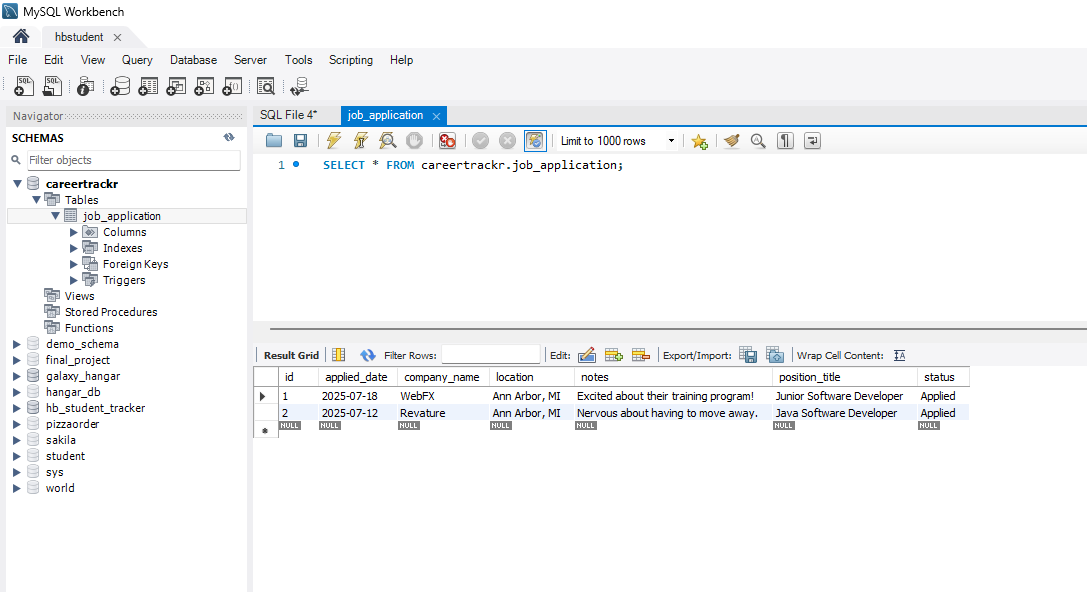 MySQL Workbench
hbstudent
File Edit View Query Database Server Tools Scripting Help
Navigator
SCHEMAS
Filter objects
careertrackr
Tables
job_application
Columns
Indexes
Foreign Keys
Triggers
Views
Stored Procedures
Functions
demo_schema
final_project
galaxy_hangar
hangar_db
hb_student_tracker
pizzaorder
sakila
student
sys
world
SQL File 4* job_application
Limit to 1000 rows
1 SELECT * FROM careertrackr.job_application;
Result Grid Filter Rows: Edit: Export/Import: Wrap Cell Content:
id applied_date company_name location notes position_title status
1 2025-07-18 WebFX Ann Arbor, MI Excited about their training program! Junior Software Developer Applied
2 2025-07-12 Revature Ann Arbor, MI Nervous about having to move away. Java Software Developer Applied
NULL NULL NULL NULL NULL NULL NULL